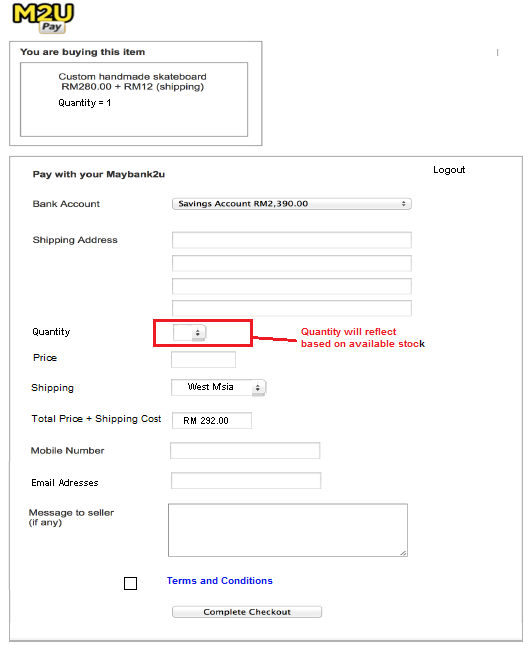 M2U
Pay
You are buying this item
Custom handmade skateboard
RM280.00 + RM12 (shipping)
Quantity = 1
Logout
Pay with your Maybank2u
Bank Account
Savings Account RM2,390.00
Shipping Address
Quantity
Quantity will reflect
based on available stock
Price
Shipping
West M'sia
Total Price + Shipping Cost
RM 292.00
Mobile Number
Email Adresses
Message to seller
(if any)
Terms and Conditions
Complete Checkout